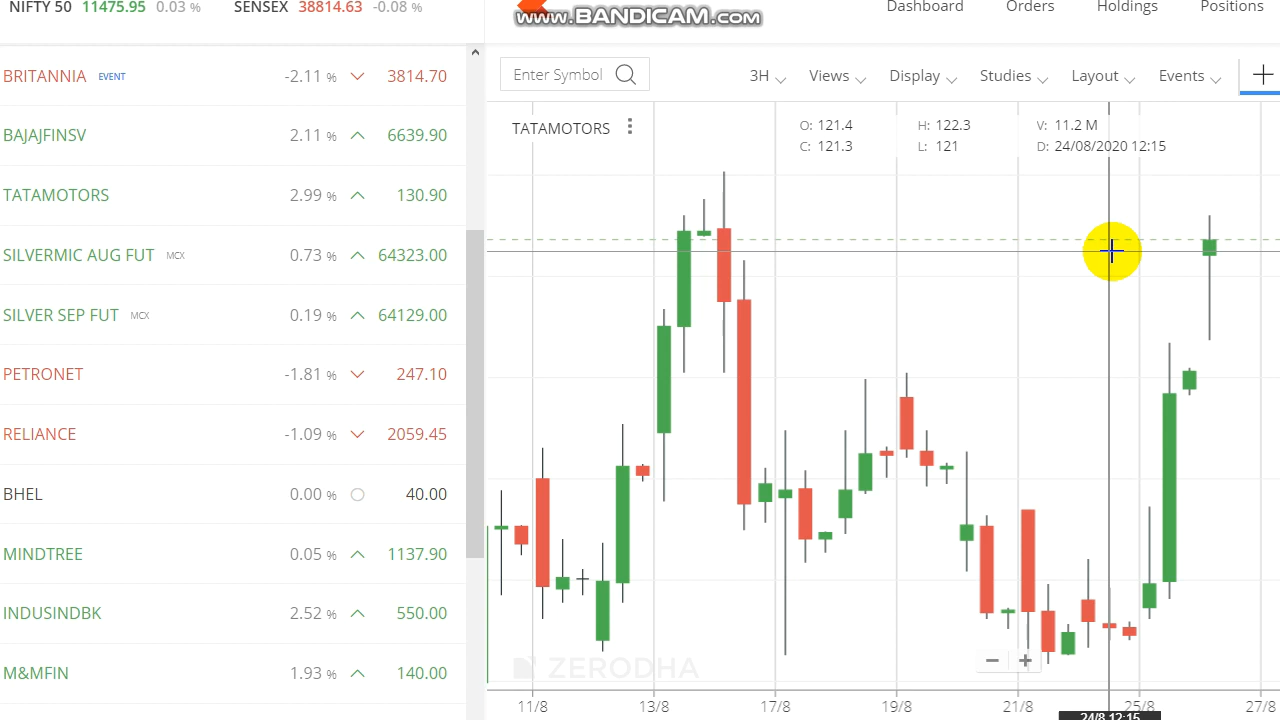 NIFTY 50 11475.95 0.03 % SENSEX 38814.63 -0.08 %
www.BANDICAM.com
Dashboard Orders Holdings Positions
BRITANNIA EVENT -2.11 % 3814.70
BAJAJFINSV 2.11 % 6639.90
TATAMOTORS 2.99 % 130.90
SILVERMIC AUG FUT MCX 0.73 % 64323.00
SILVER SEP FUT MCX 0.19 % 64129.00
PETRONET -1.81 % 247.10
RELIANCE -1.09 % 2059.45
BHEL 0.00 % 40.00
MINDTREE 0.05 % 1137.90
INDUSINDBK 2.52 % 550.00
M&MFIN 1.93 % 140.00
Enter Symbol 3H Views Display Studies Layout Events +
TATAMOTORS
O: 121.4 H: 122.3 V: 11.2 M
C: 121.3 L: 121 D: 24/08/2020 12:15
ZERODHA
− +
11/8 13/8 17/8 19/8 21/8 25/8 27/8
24/8 12:15